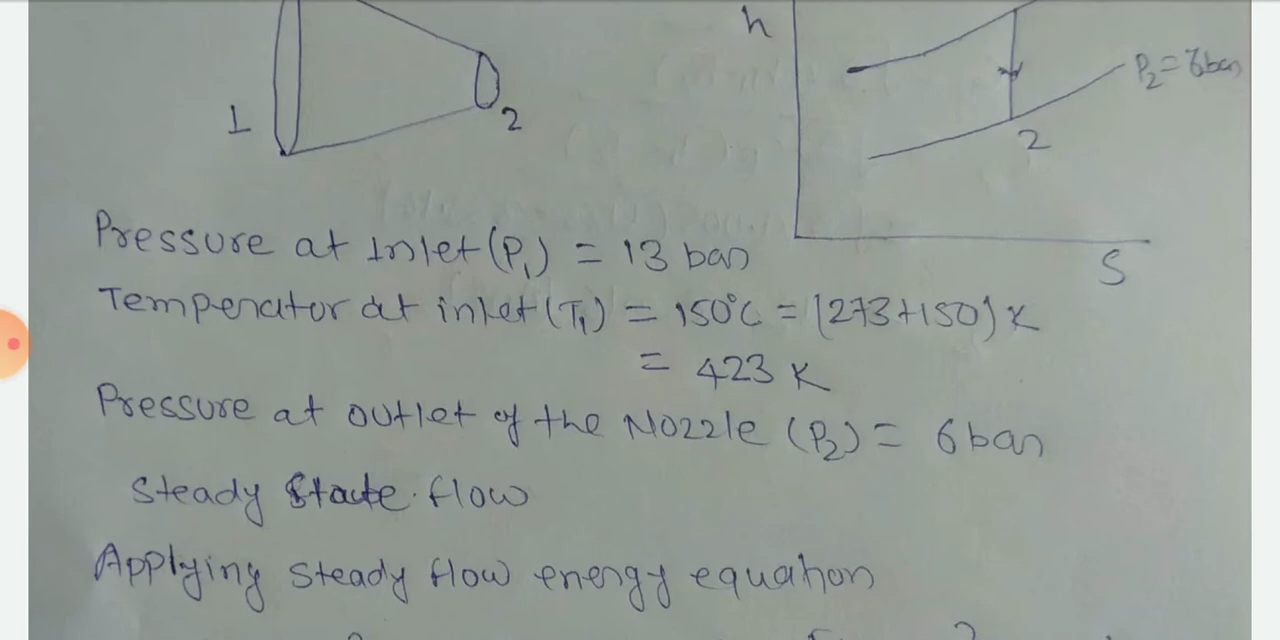 h
P2 = 6 bar
1
2
2
Pressure at Inlet (P1) = 13 bar
S
Temperator at inlet (T1) = 150°C = (273+150) K
= 423 K
Pressure at outlet of the Nozzle (P2) = 6 bar
Steady State flow
Applying steady flow energy equation